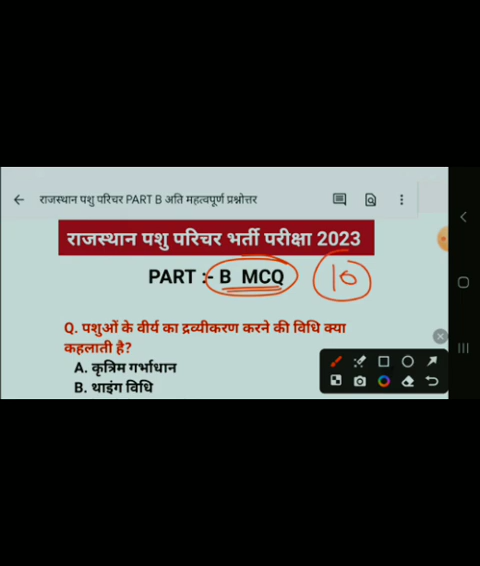 राजस्थान पशु परिचर PART B अति महत्वपूर्ण प्रश्नोत्तर
राजस्थान पशु परिचर भर्ती परीक्षा 2023
PART :- B MCQ 10
Q. पशुओं के वीर्य का द्रव्यीकरण करने की विधि क्या
कहलाती है?
A. कृत्रिम गर्भाधान
B. थाइंग विधि